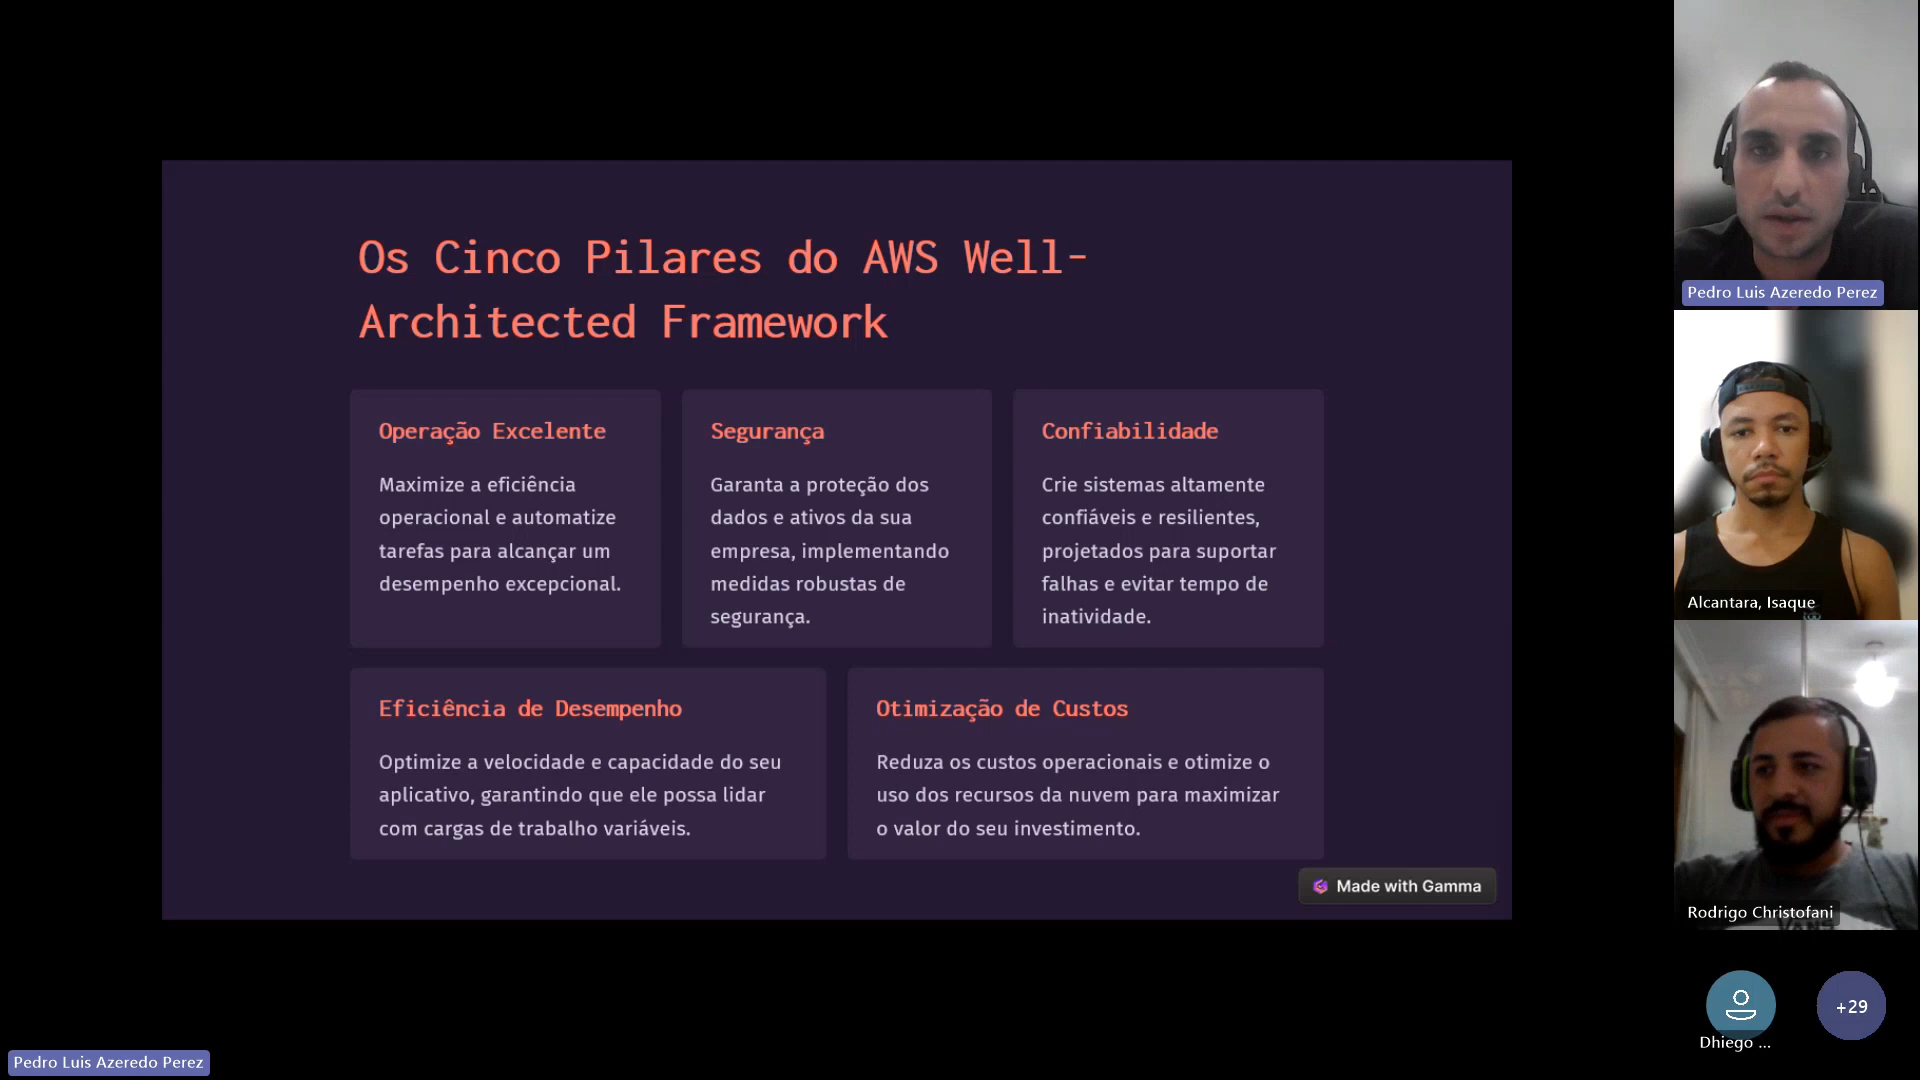 Os Cinco Pilares do AWS Well-
Architected Framework
Operação Excelente
Maximize a eficiência
operacional e automatize
tarefas para alcançar um
desempenho excepcional.
Segurança
Garanta a proteção dos
dados e ativos da sua
empresa, implementando
medidas robustas de
segurança.
Confiabilidade
Crie sistemas altamente
confiáveis e resilientes,
projetados para suportar
falhas e evitar tempo de
inatividade.
Eficiência de Desempenho
Optimize a velocidade e capacidade do seu
aplicativo, garantindo que ele possa lidar
com cargas de trabalho variáveis.
Otimização de Custos
Reduza os custos operacionais e otimize o
uso dos recursos da nuvem para maximizar
o valor do seu investimento.
Made with Gamma
Pedro Luis Azeredo Perez
Alcantara, Isaque
Rodrigo Christofani
VANS
Dhiego ...
+29
Pedro Luis Azeredo Perez